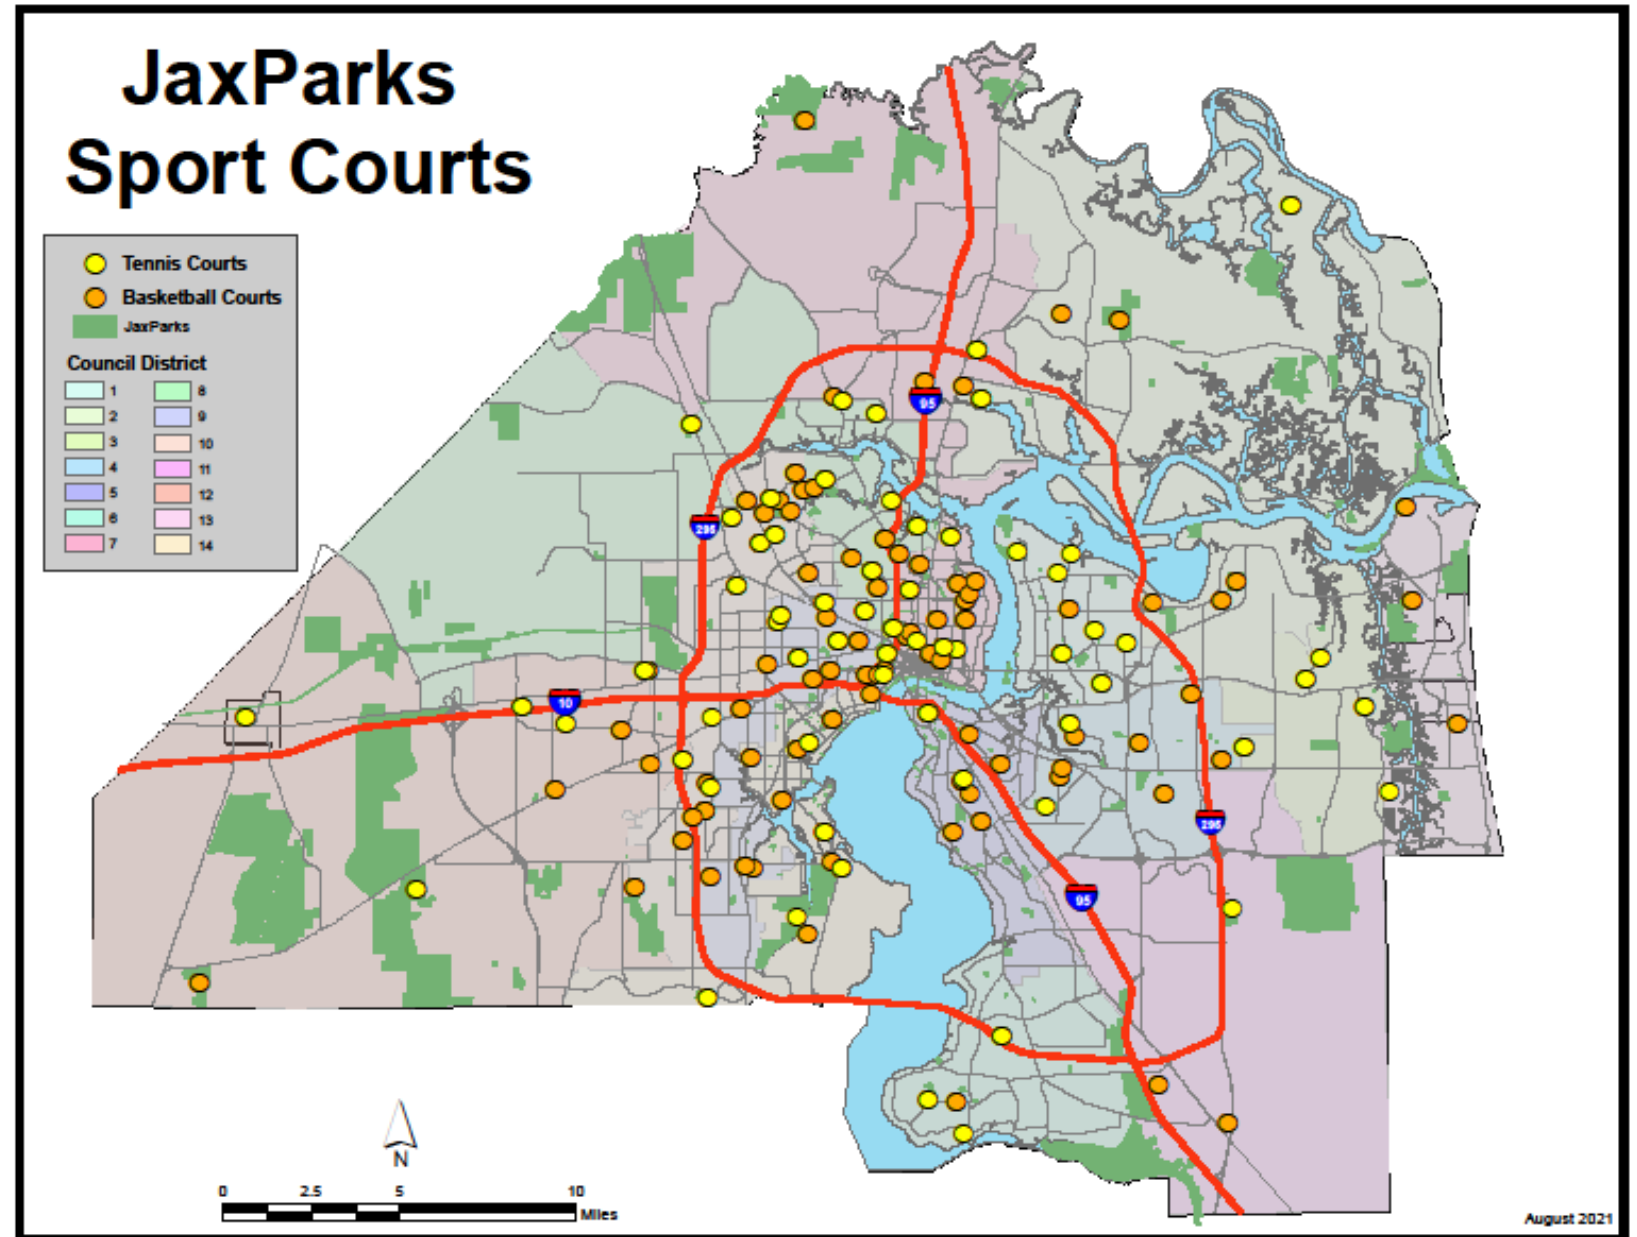 JaxParks
Sport Courts
Tennis Courts
Basketball Courts
JaxParks
Council District
1 8
2 9
3 10
4 11
5 12
6 13
7 14
95
295
10
295
95
N
0 2.5 5 10
Miles
August 2021